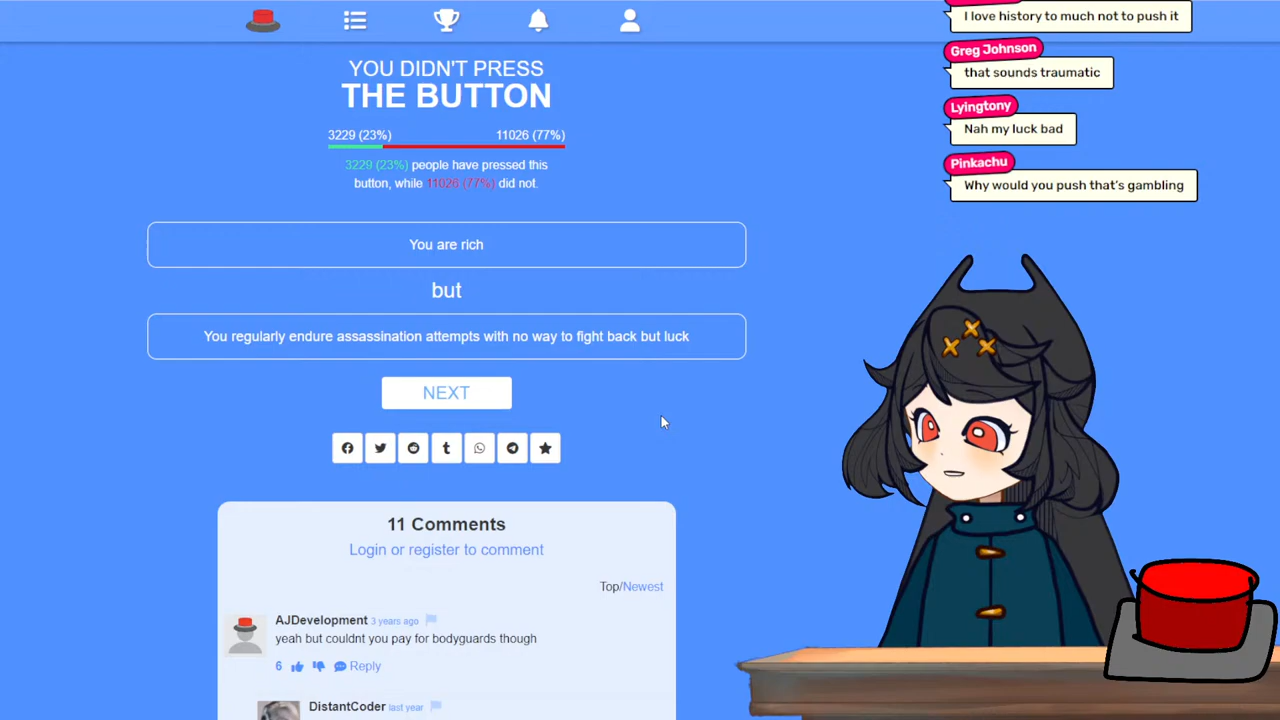 YOU DIDN'T PRESS
THE BUTTON
3229 (23%) 11026 (77%)
3229 (23%) people have pressed this
button, while 11026 (77%) did not.
You are rich
but
You regularly endure assassination attempts with no way to fight back but luck
NEXT
11 Comments
Login or register to comment
Top/Newest
AJDevelopment 3 years ago
yeah but couldnt you pay for bodyguards though
6 Reply
DistantCoder last year
I love history to much not to push it
Greg Johnson
that sounds traumatic
Lyingtony
Nah my luck bad
Pinkachu
Why would you push that's gambling